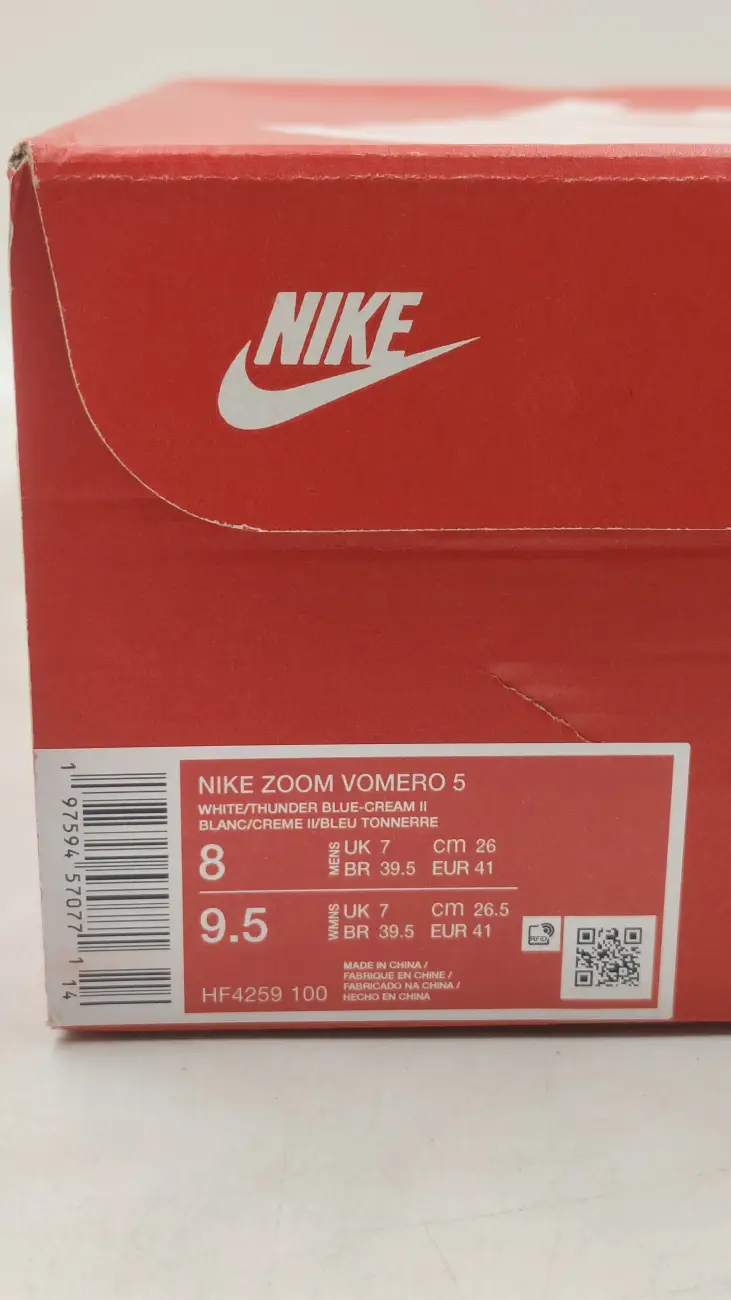 NIKE
NIKE ZOOM VOMERO 5
WHITE/THUNDER BLUE-CREAM II
BLANC/CREME II/BLEU TONNERRE
8 MENS UK 7 cm 26
BR 39.5 EUR 41
9.5 WMNS UK 7 cm 26.5
BR 39.5 EUR 41
RFID
HF4259 100
MADE IN CHINA /
FABRIQUE EN CHINE /
FABRICADO NA CHINA /
HECHO EN CHINA
1 97594 57077 1 14